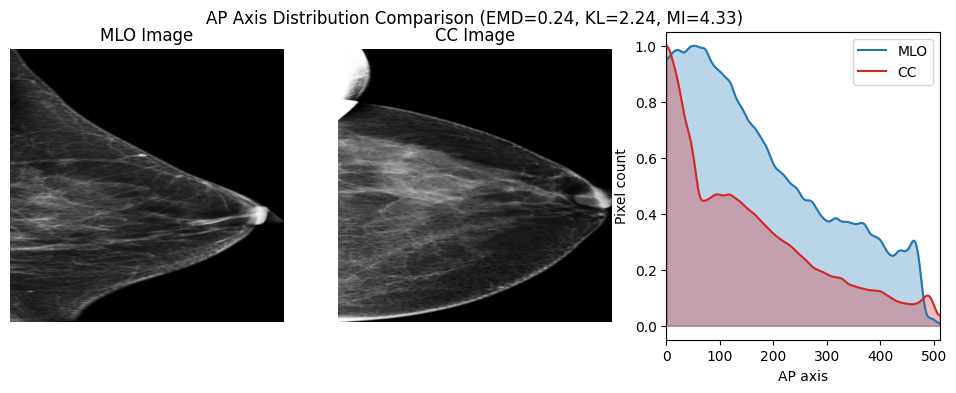 AP Axis Distribution Comparison (EMD=0.24, KL=2.24, MI=4.33)
MLO Image
CC Image
MLO
CC
Pixel count
1.0
0.8
0.6
0.4
0.2
0.0
0 100 200 300 400 500
AP axis